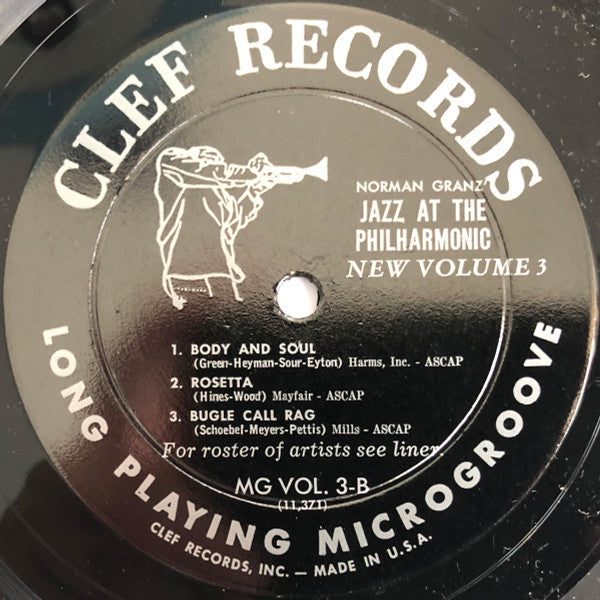 CLEF RECORDS
NORMAN GRANZ'
JAZZ AT THE
PHILHARMONIC
NEW VOLUME 3
1. BODY AND SOUL
(Green-Heyman-Sour-Eyton) Harms, Inc. - ASCAP
2. ROSETTA
(Hines-Wood) Mayfair - ASCAP
3. BUGLE CALL RAG
(Schoebel-Meyers-Pettis) Mills - ASCAP
For roster of artists see liner.
MG VOL. 3-B
(11,371)
LONG PLAYING MICROGROOVE
CLEF RECORDS, INC. — MADE IN U.S.A.